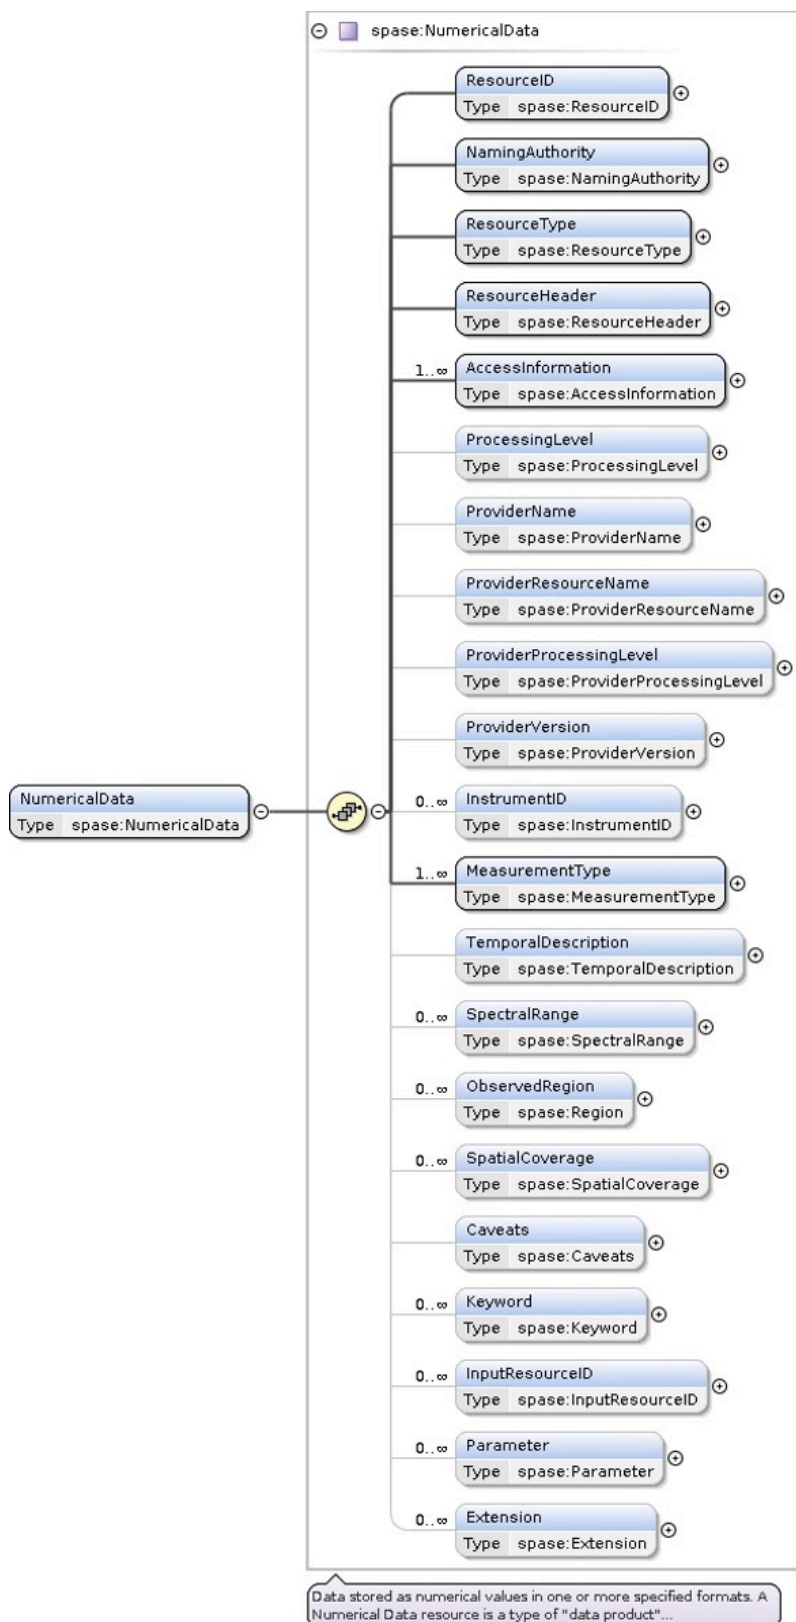 spase:NumericalData
ResourceID
Type spase:ResourceID
NamingAuthority
Type spase:NamingAuthority
ResourceType
Type spase:ResourceType
ResourceHeader
Type spase:ResourceHeader
1..∞ AccessInformation
Type spase:AccessInformation
ProcessingLevel
Type spase:ProcessingLevel
ProviderName
Type spase:ProviderName
ProviderResourceName
Type spase:ProviderResourceName
ProviderProcessingLevel
Type spase:ProviderProcessingLevel
ProviderVersion
Type spase:ProviderVersion
NumericalData
Type spase:NumericalData
0..∞ InstrumentID
Type spase:InstrumentID
1..∞ MeasurementType
Type spase:MeasurementType
TemporalDescription
Type spase:TemporalDescription
0..∞ SpectralRange
Type spase:SpectralRange
0..∞ ObservedRegion
Type spase:Region
0..∞ SpatialCoverage
Type spase:SpatialCoverage
Caveats
Type spase:Caveats
0..∞ Keyword
Type spase:Keyword
0..∞ InputResourceID
Type spase:InputResourceID
0..∞ Parameter
Type spase:Parameter
0..∞ Extension
Type spase:Extension
Data stored as numerical values in one or more specified formats. A
Numerical Data resource is a type of "data product"...